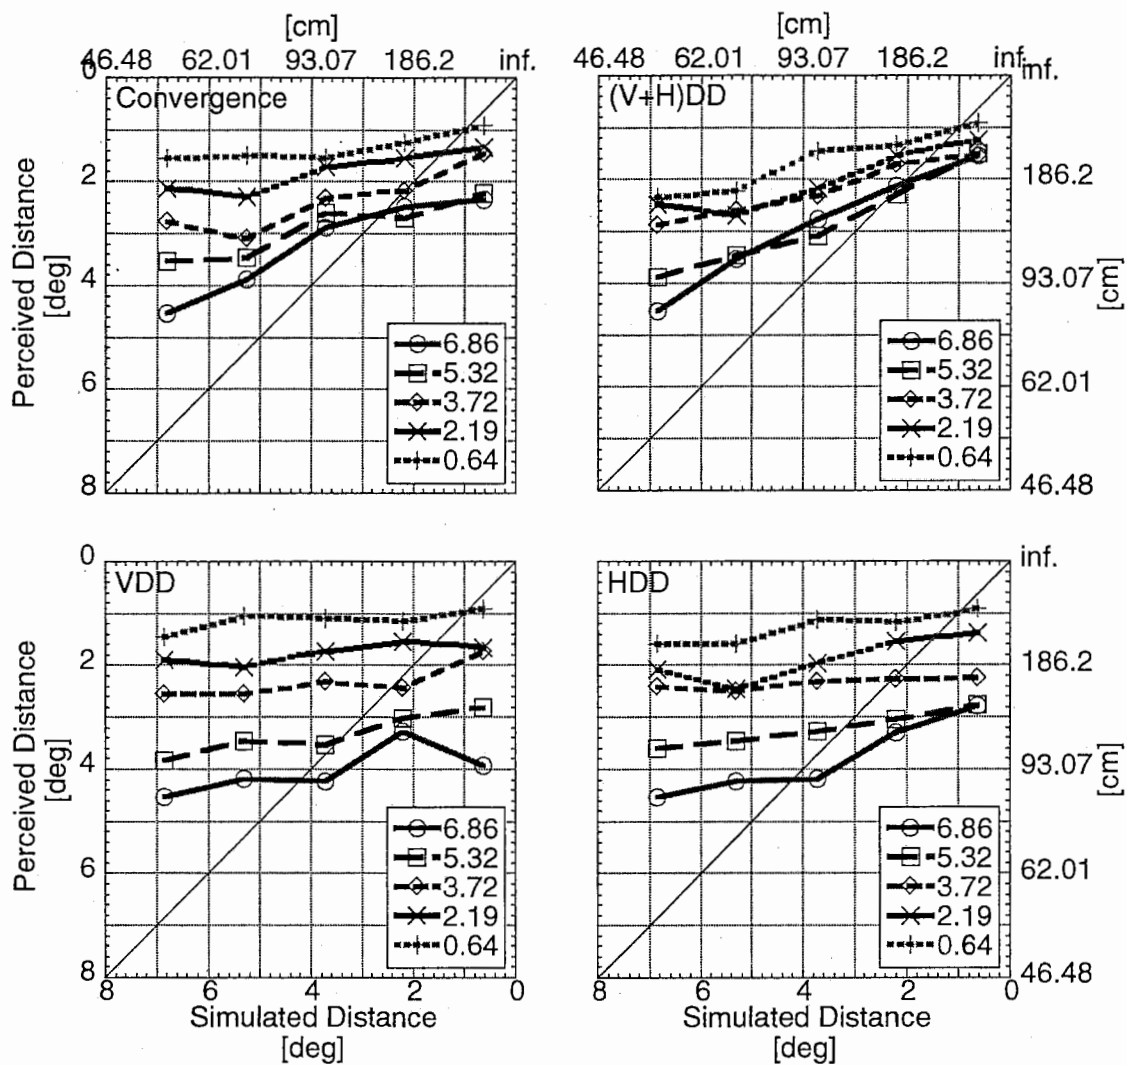 [cm] [cm]
46.48 62.01 93.07 186.2 inf. 62.01 93.07 186.2 inf. inf.
0
Convergence (V+H)DD
2 186.2
4 93.07
Perceived Distance
[deg]
[cm]
6.86 6.86
5.32 5.32
6 62.01
3.72 3.72
2.19 2.19
0.64 0.64
8 46.48
0 inf.
VDD HDD
2 186.2
4 93.07
Perceived Distance
[deg]
[cm]
6.86 6.86
5.32 5.32
6 62.01
3.72 3.72
2.19 2.19
0.64 0.64
8 46.48
8 6 4 2 0 8 6 4 2 0
Simulated Distance Simulated Distance
[deg] [deg]